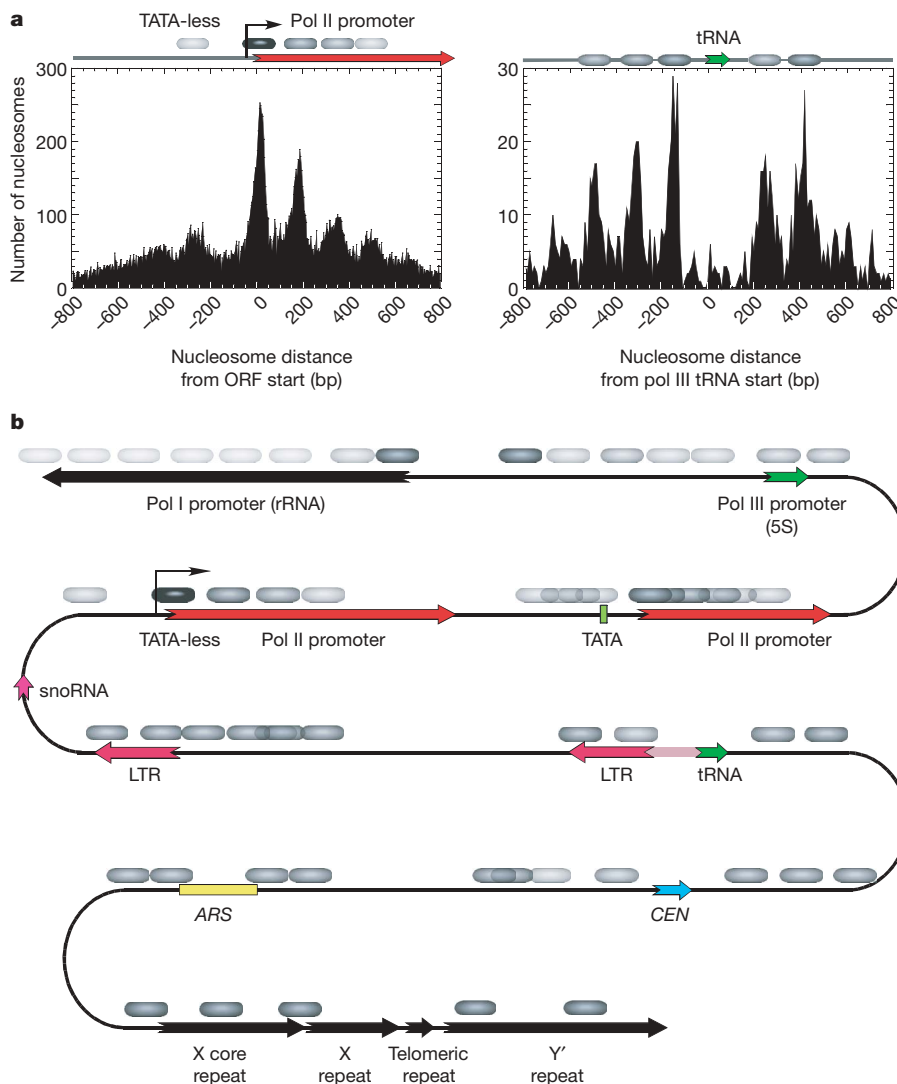 a
TATA-less
Pol II promoter
tRNA
Number of nucleosomes
300
200
100
0
−800
−600
−400
−200
0
200
400
600
800
Nucleosome distance
from ORF start (bp)
30
20
10
0
−800
−600
−400
−200
0
200
400
600
800
Nucleosome distance
from pol III tRNA start (bp)
b
Pol I promoter (rRNA)
Pol III promoter
(5S)
TATA-less
Pol II promoter
TATA
Pol II promoter
snoRNA
LTR
LTR
tRNA
ARS
CEN
X core
repeat
X
repeat
Telomeric
repeat
Y′
repeat